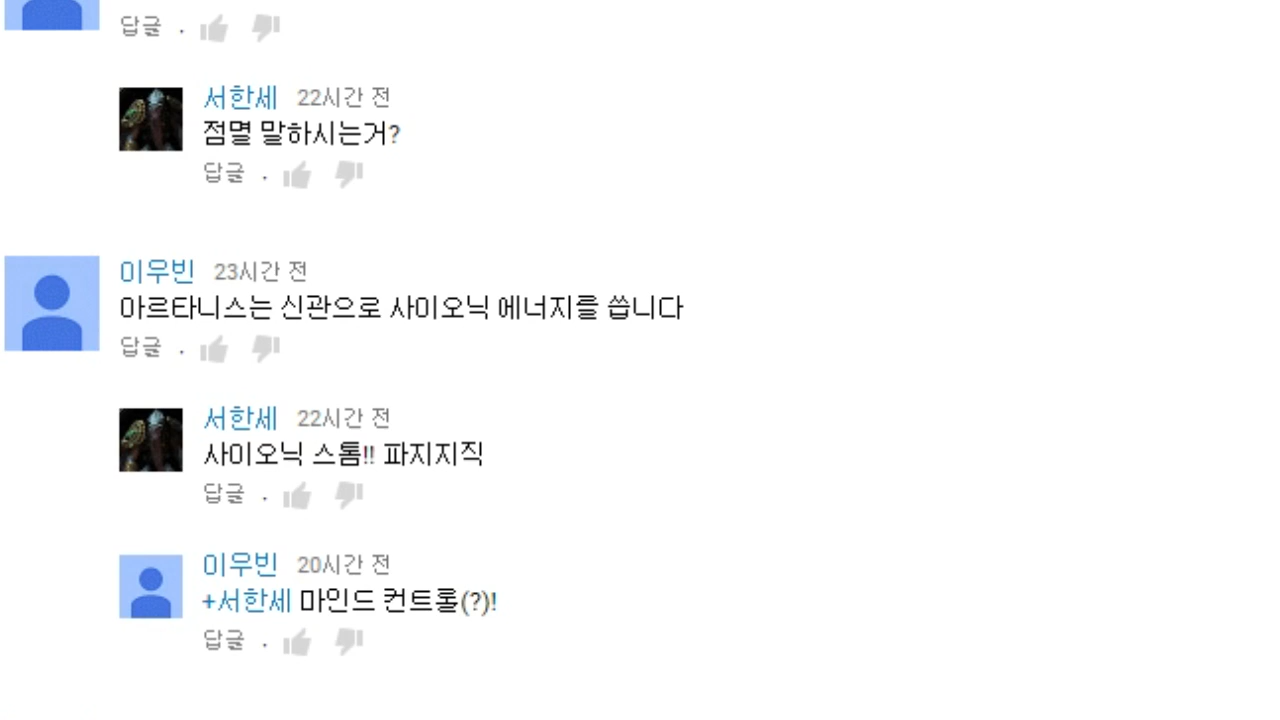 답글 .
서한세 22시간 전
점멸 말하시는거?
답글 .
이우빈 23시간 전
아르타니스는 신관으로 사이오닉 에너지를 씁니다
답글 .
서한세 22시간 전
사이오닉 스톰!! 파지지직
답글 .
이우빈 20시간 전
+서한세 마인드 컨트롤(?)!
답글 .